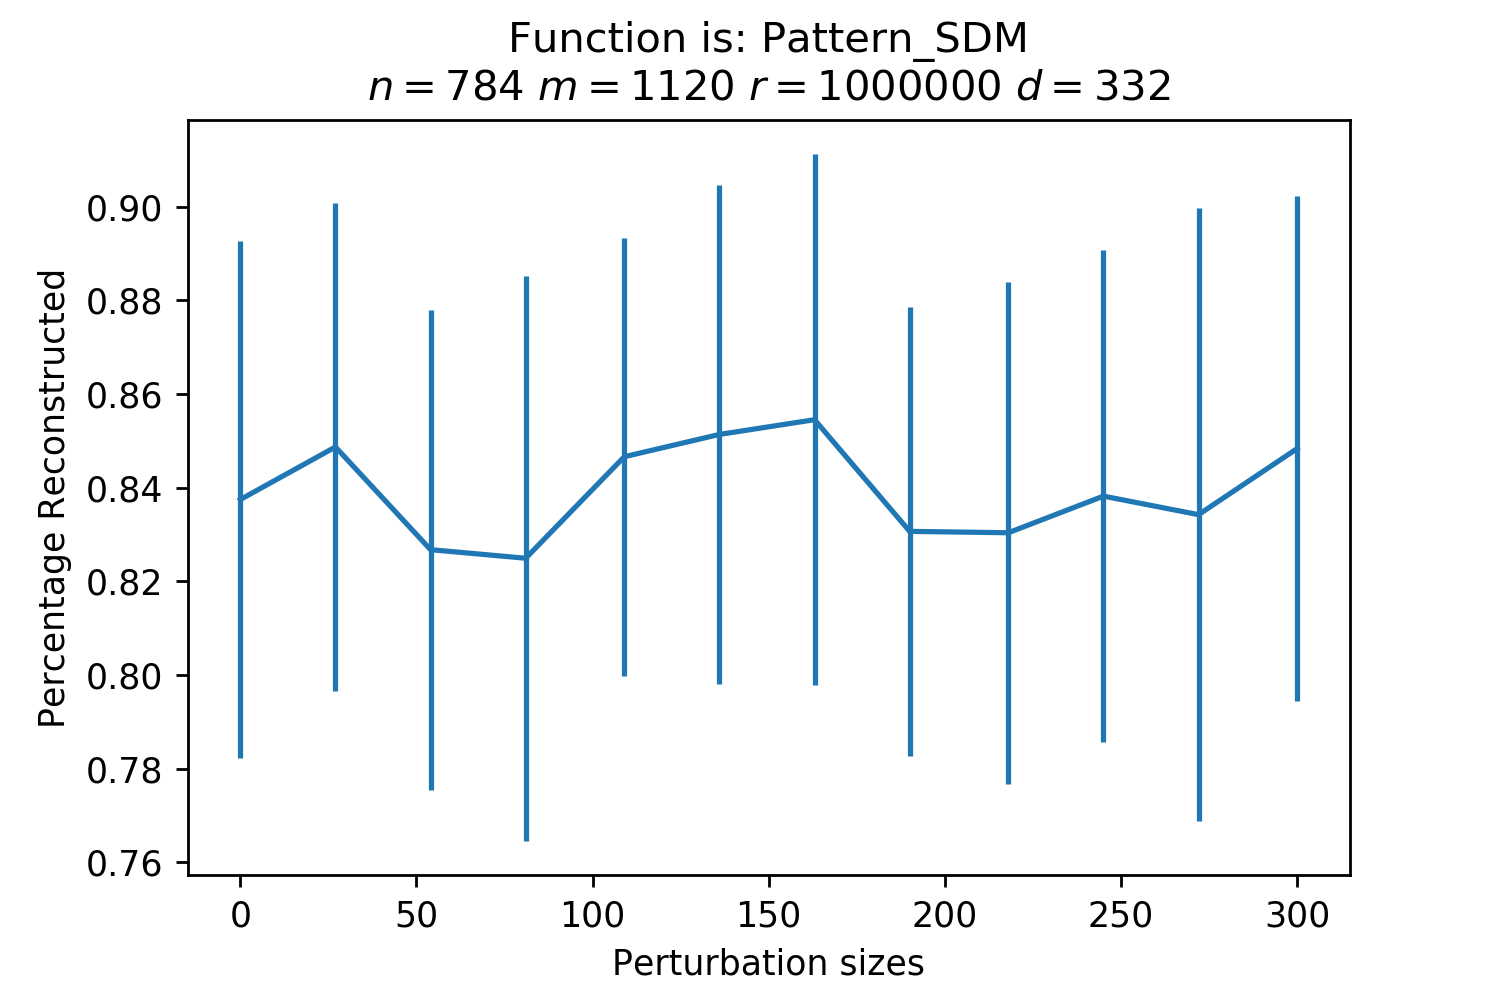 Function is: Pattern_SDM
n = 784 m = 1120 r = 1000000 d = 332
Percentage Reconstructed
0.90
0.88
0.86
0.84
0.82
0.80
0.78
0.76
0 50 100 150 200 250 300
Perturbation sizes